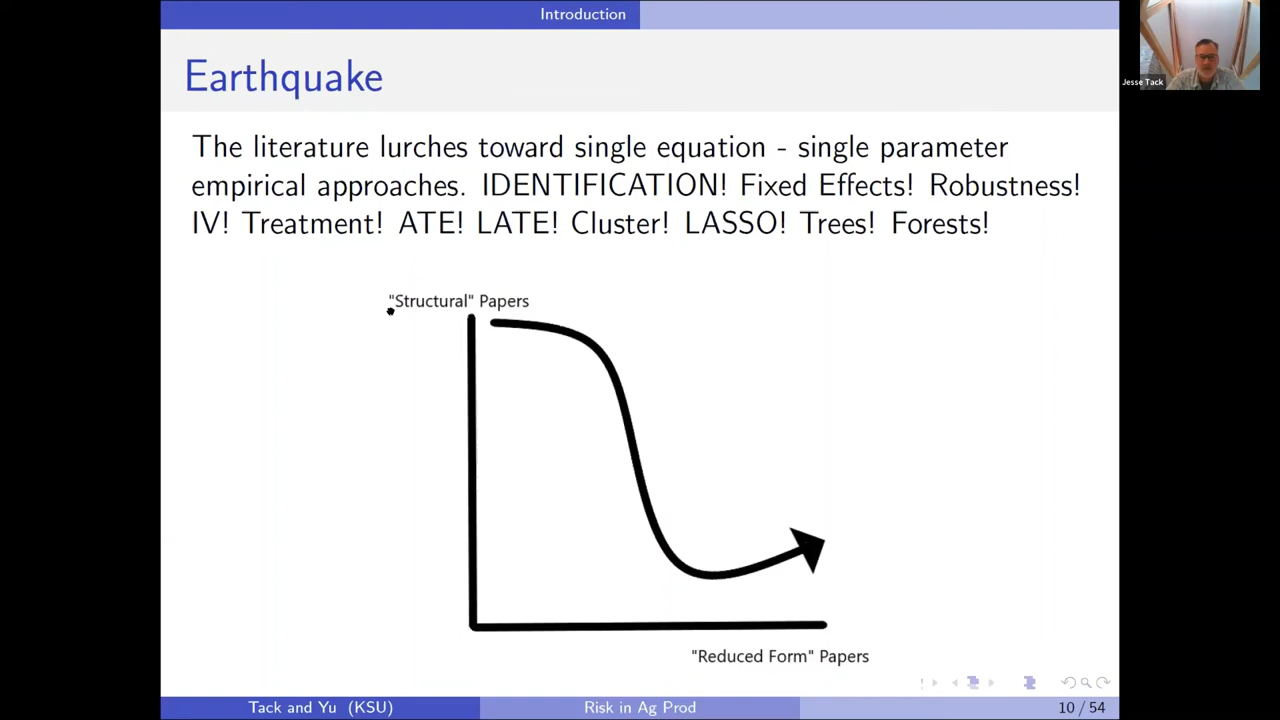 Introduction
Jesse Tack
Earthquake
The literature lurches toward single equation - single parameter
empirical approaches. IDENTIFICATION! Fixed Effects! Robustness!
IV! Treatment! ATE! LATE! Cluster! LASSO! Trees! Forests!
"Structural" Papers
"Reduced Form" Papers
Tack and Yu (KSU)
Risk in Ag Prod
10 / 54